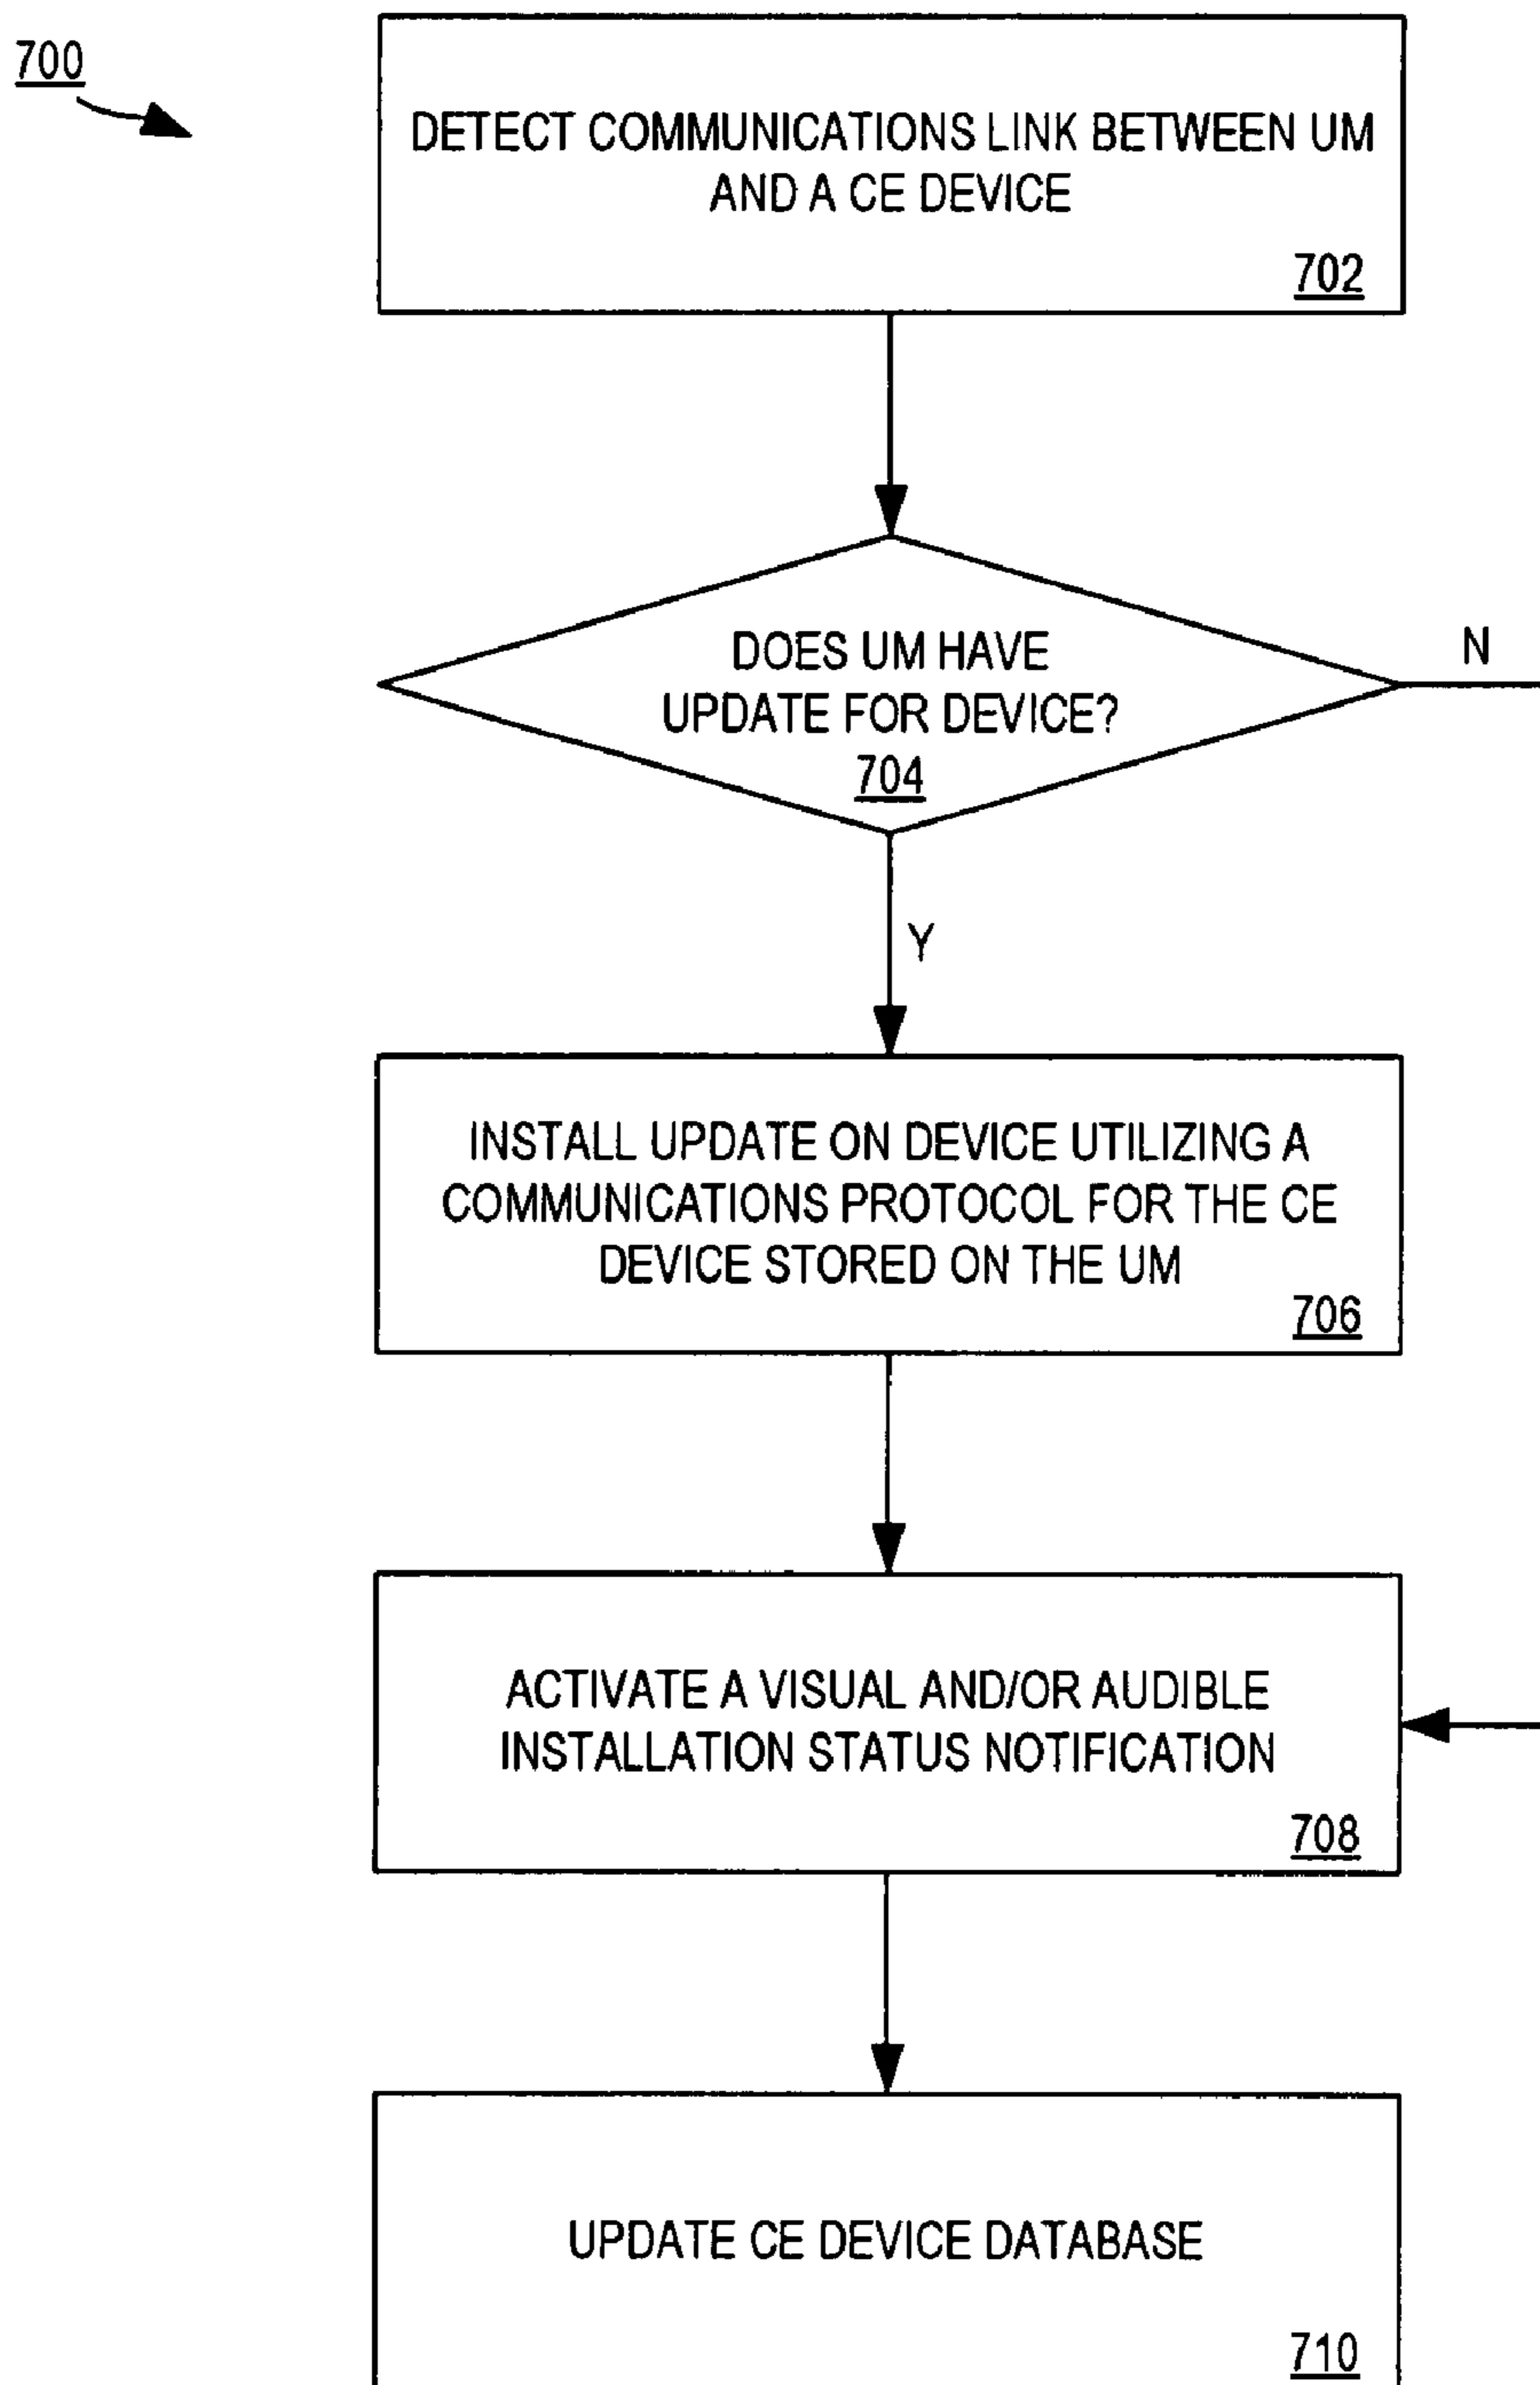 700
DETECT COMMUNICATIONS LINK BETWEEN UM
AND A CE DEVICE
702
DOES UM HAVE
UPDATE FOR DEVICE?
704
N
Y
INSTALL UPDATE ON DEVICE UTILIZING A
COMMUNICATIONS PROTOCOL FOR THE CE
DEVICE STORED ON THE UM
706
ACTIVATE A VISUAL AND/OR AUDIBLE
INSTALLATION STATUS NOTIFICATION
708
UPDATE CE DEVICE DATABASE
710